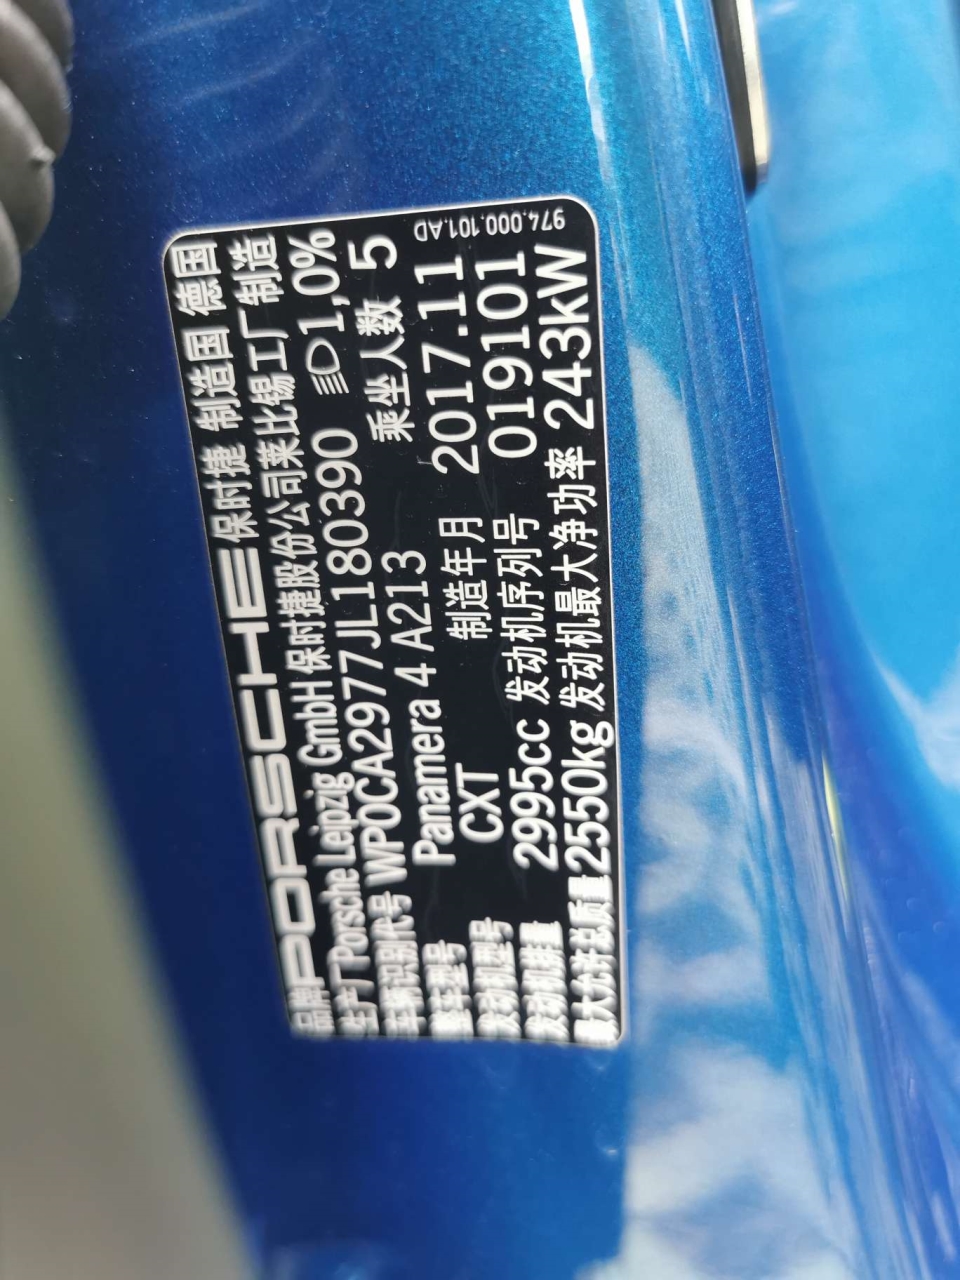 品牌 PORSCHE 保时捷 制造国 德国
生产厂 Porsche Leipzig GmbH 保时捷股份公司莱比锡工厂制造
车辆识别代号 WP0CA2977JL180390 1,0%
整车型号 Panamera 4 A213 乘坐人数 5
发动机型号 CXT 制造年月 2017.11
发动机排量 2995cc 发动机序列号 019101
最大允许总质量 2550kg 发动机最大净功率 243kW
974.000.101.AD